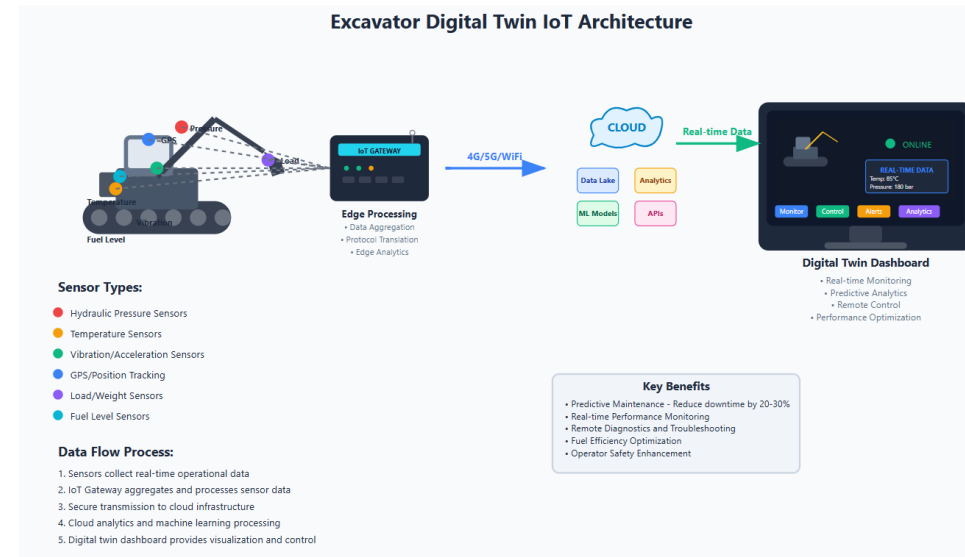 Excavator Digital Twin IoT Architecture
Pressure
GPS
Load
Temperature
Vibration
Fuel Level
IoT GATEWAY
Edge Processing
• Data Aggregation
• Protocol Translation
• Edge Analytics
4G/5G/WiFi
CLOUD
Data Lake
Analytics
ML Models
APIs
Real-time Data
ONLINE
REAL-TIME DATA
Temp: 85°C
Pressure: 180 bar
Monitor
Control
Alerts
Analytics
Digital Twin Dashboard
• Real-time Monitoring
• Predictive Analytics
• Remote Control
• Performance Optimization
Sensor Types:
Hydraulic Pressure Sensors
Temperature Sensors
Vibration/Acceleration Sensors
GPS/Position Tracking
Load/Weight Sensors
Fuel Level Sensors
Key Benefits
• Predictive Maintenance - Reduce downtime by 20-30%
• Real-time Performance Monitoring
• Remote Diagnostics and Troubleshooting
• Fuel Efficiency Optimization
• Operator Safety Enhancement
Data Flow Process:
1. Sensors collect real-time operational data
2. IoT Gateway aggregates and processes sensor data
3. Secure transmission to cloud infrastructure
4. Cloud analytics and machine learning processing
5. Digital twin dashboard provides visualization and control